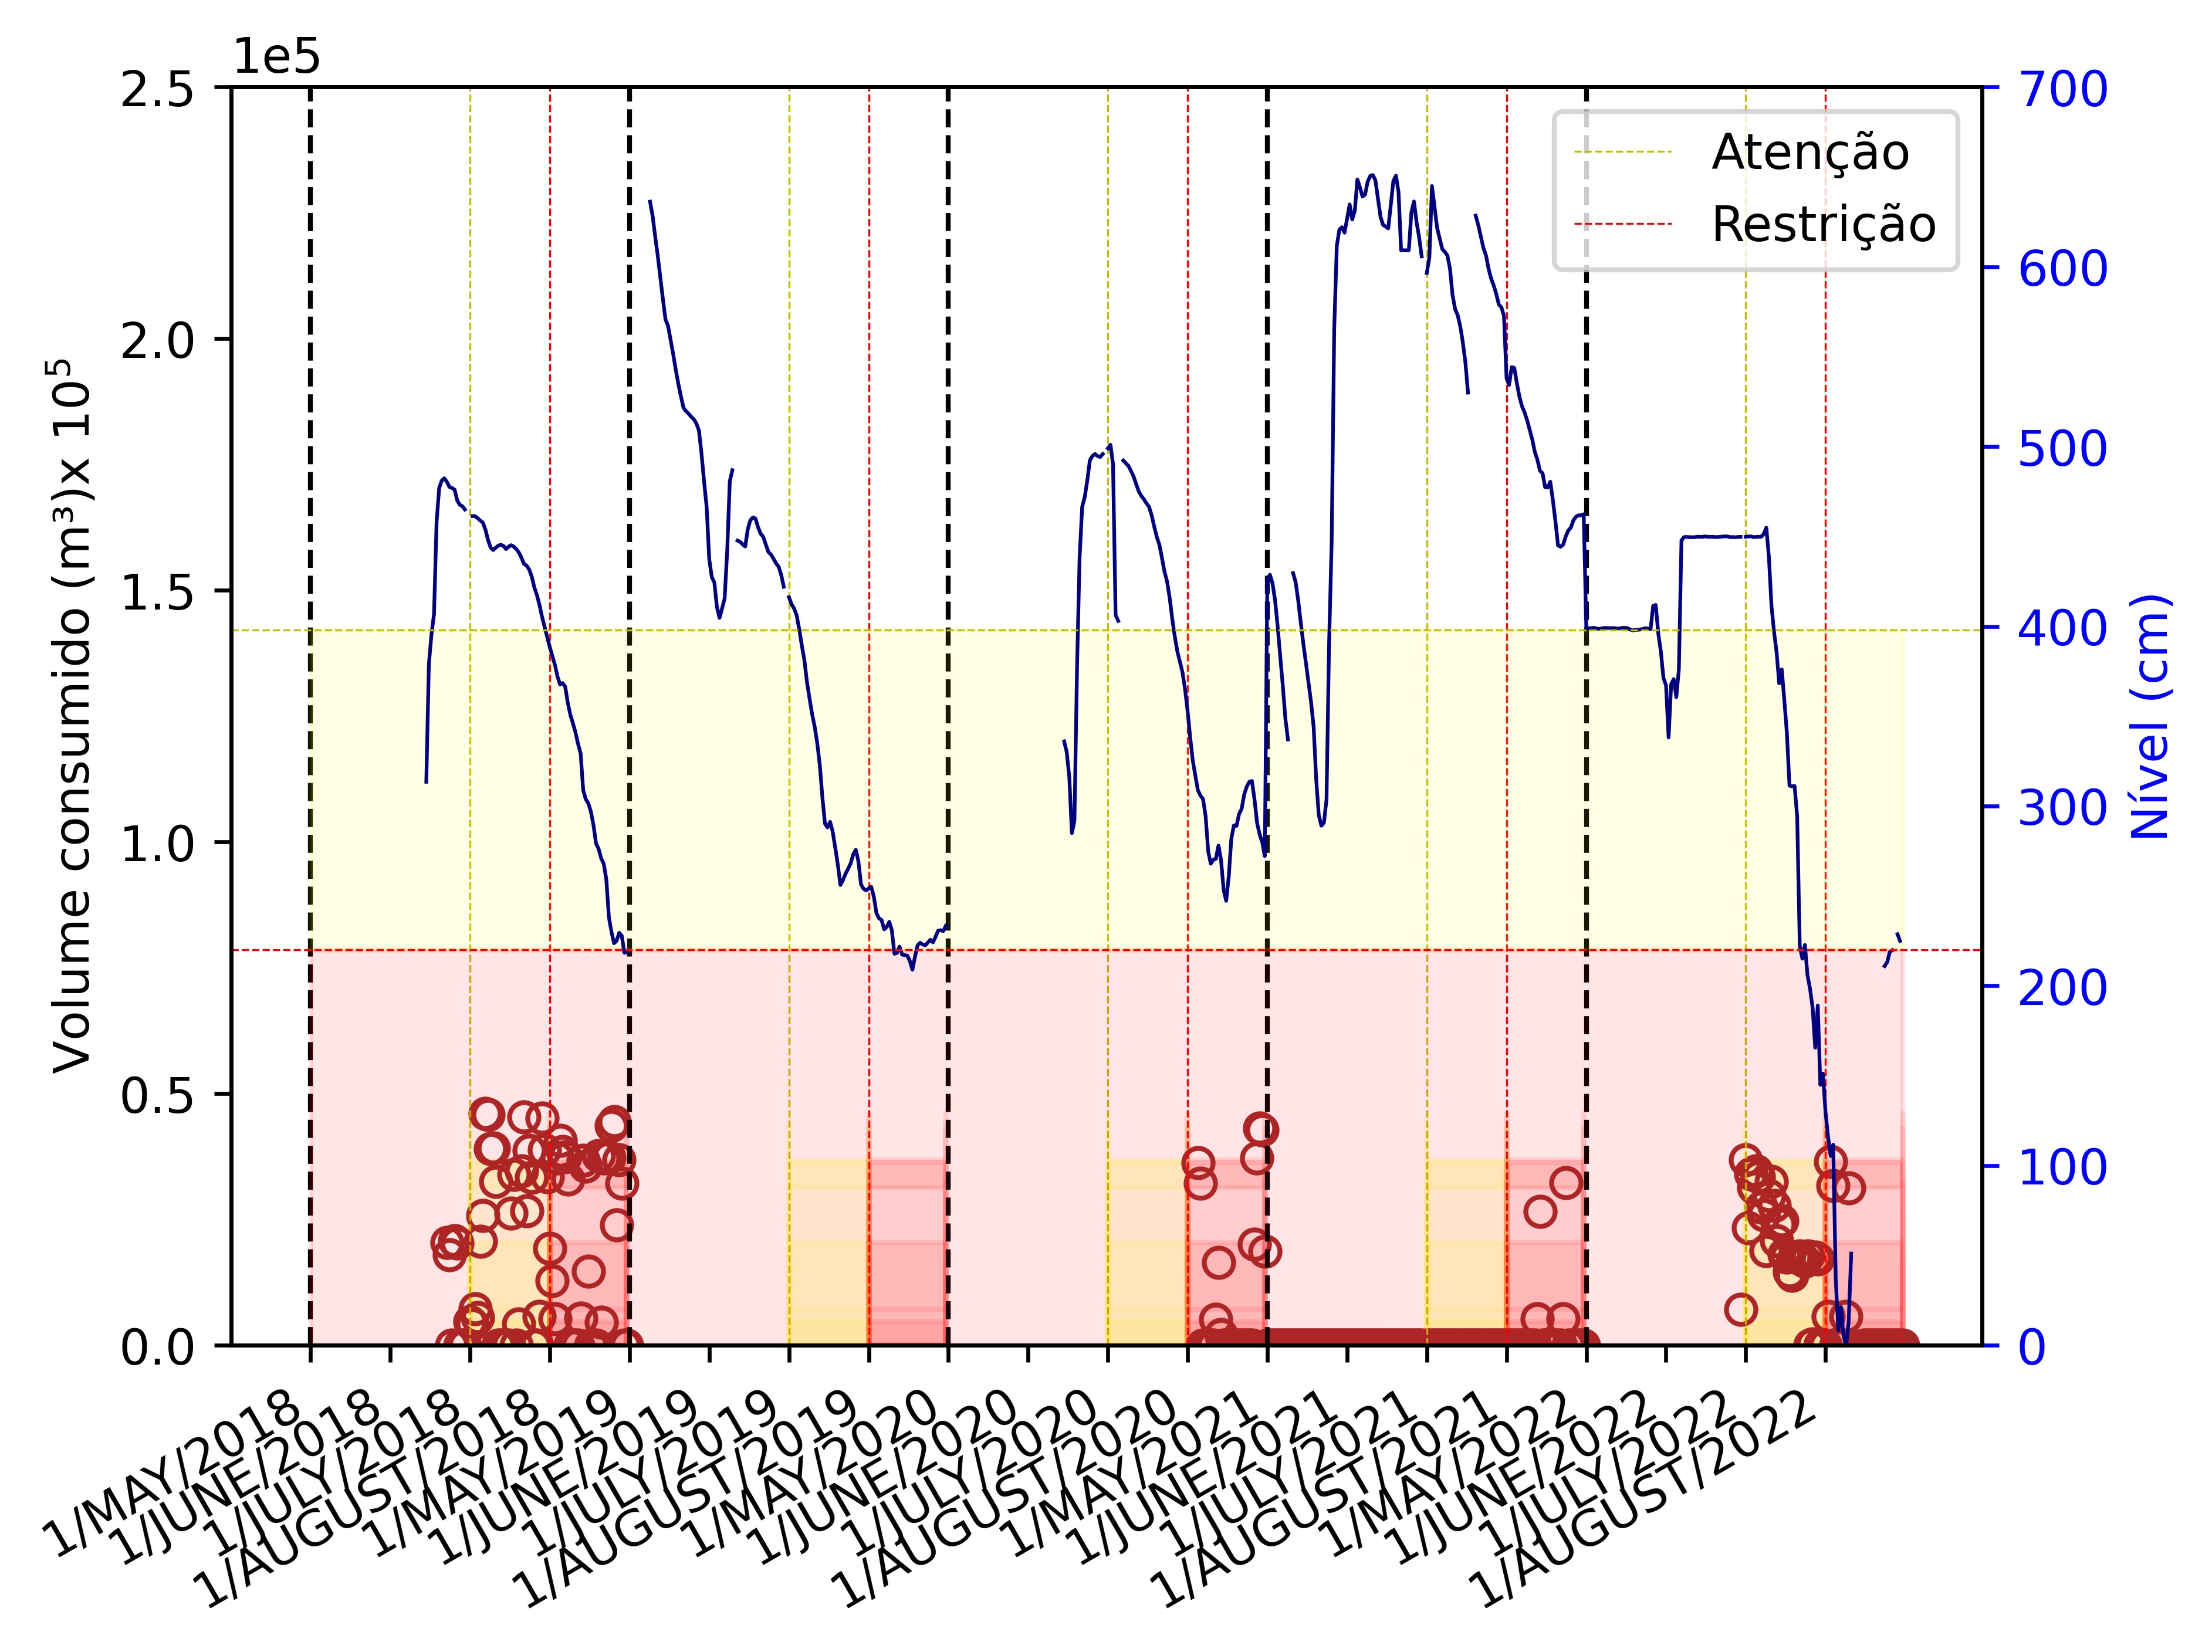 1e5
2.5
2.0
1.5
1.0
0.5
0.0
Volume consumido (m³)x 10⁵
700
600
500
400
300
200
100
0
Nível (cm)
Atenção
Restrição
1/MAY/2018
1/JUNE/2018
1/JULY/2018
1/AUGUST/2018
1/MAY/2019
1/JUNE/2019
1/JULY/2019
1/AUGUST/2019
1/MAY/2020
1/JUNE/2020
1/JULY/2020
1/AUGUST/2020
1/MAY/2021
1/JUNE/2021
1/JULY/2021
1/AUGUST/2021
1/MAY/2022
1/JUNE/2022
1/JULY/2022
1/AUGUST/2022